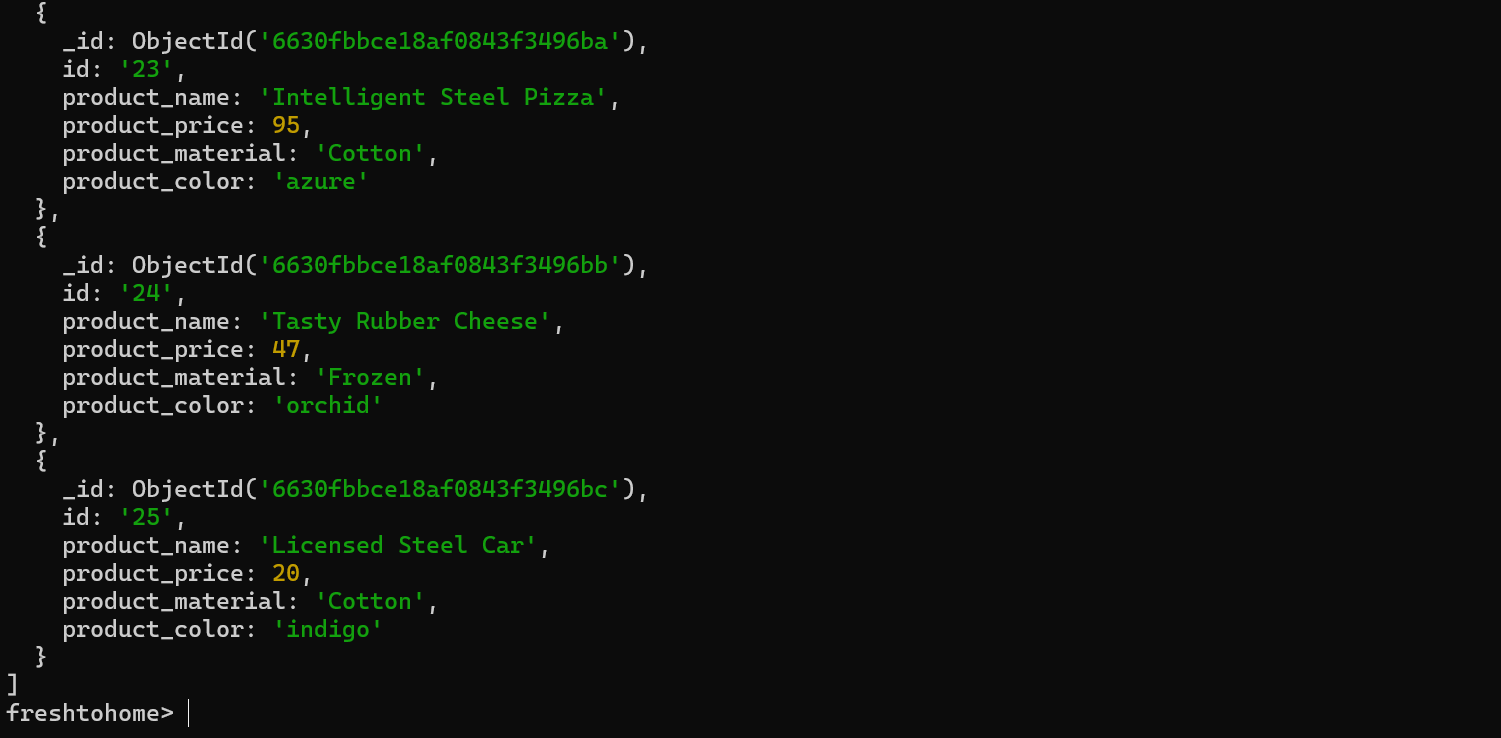 {
_id: ObjectId('6630fbbce18af0843f3496ba'),
id: '23',
product_name: 'Intelligent Steel Pizza',
product_price: 95,
product_material: 'Cotton',
product_color: 'azure'
},
{
_id: ObjectId('6630fbbce18af0843f3496bb'),
id: '24',
product_name: 'Tasty Rubber Cheese',
product_price: 47,
product_material: 'Frozen',
product_color: 'orchid'
},
{
_id: ObjectId('6630fbbce18af0843f3496bc'),
id: '25',
product_name: 'Licensed Steel Car',
product_price: 20,
product_material: 'Cotton',
product_color: 'indigo'
}
]
freshtohome>